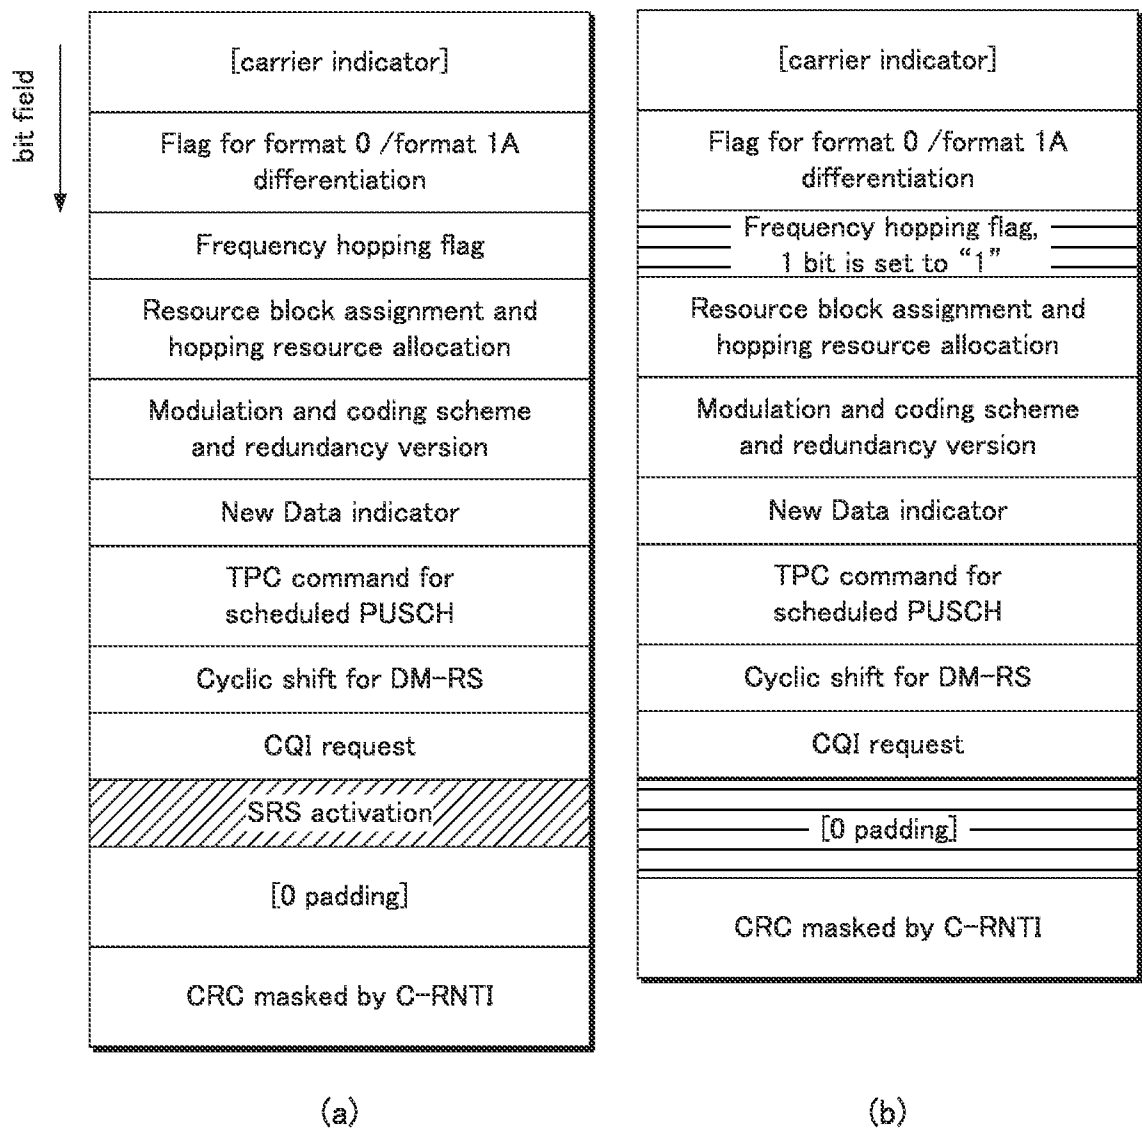 bit field
[carrier indicator]
Flag for format 0 /format 1A
differentiation
Frequency hopping flag
Resource block assignment and
hopping resource allocation
Modulation and coding scheme
and redundancy version
New Data indicator
TPC command for
scheduled PUSCH
Cyclic shift for DM-RS
CQI request
SRS activation
[0 padding]
CRC masked by C-RNTI
(a)
[carrier indicator]
Flag for format 0 /format 1A
differentiation
Frequency hopping flag,
1 bit is set to “1”
Resource block assignment and
hopping resource allocation
Modulation and coding scheme
and redundancy version
New Data indicator
TPC command for
scheduled PUSCH
Cyclic shift for DM-RS
CQI request
[0 padding]
CRC masked by C-RNTI
(b)